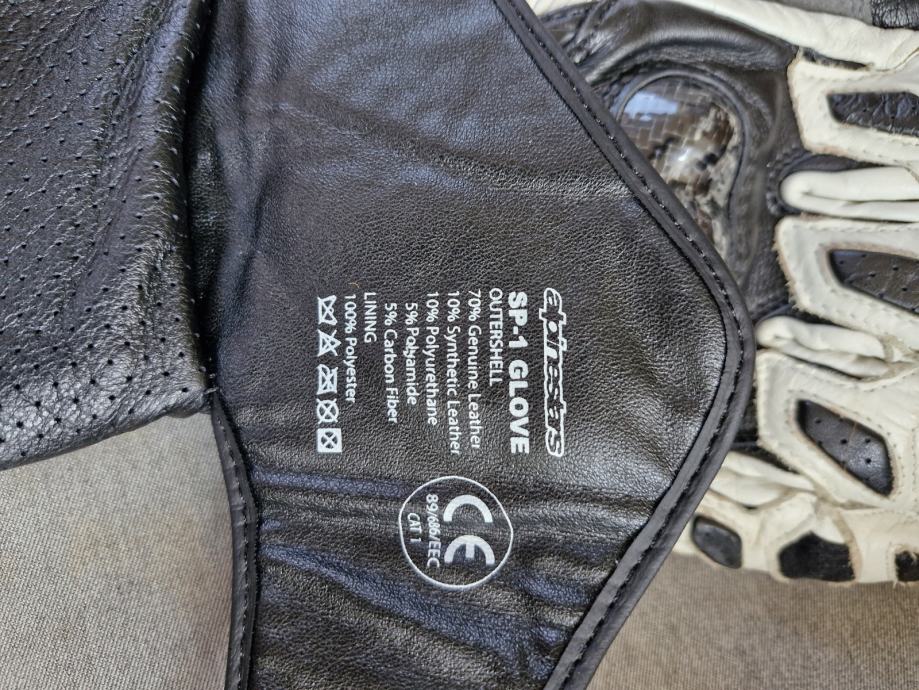 alpinestars
SP-1 GLOVE
OUTERSHELL
70% Genuine Leather
10% Synthetic Leather
10% Polyurethane
5% Polyamide
5% Carbon Fiber
LINING
100% Polyester
CE
89/686/EEC
CAT 1